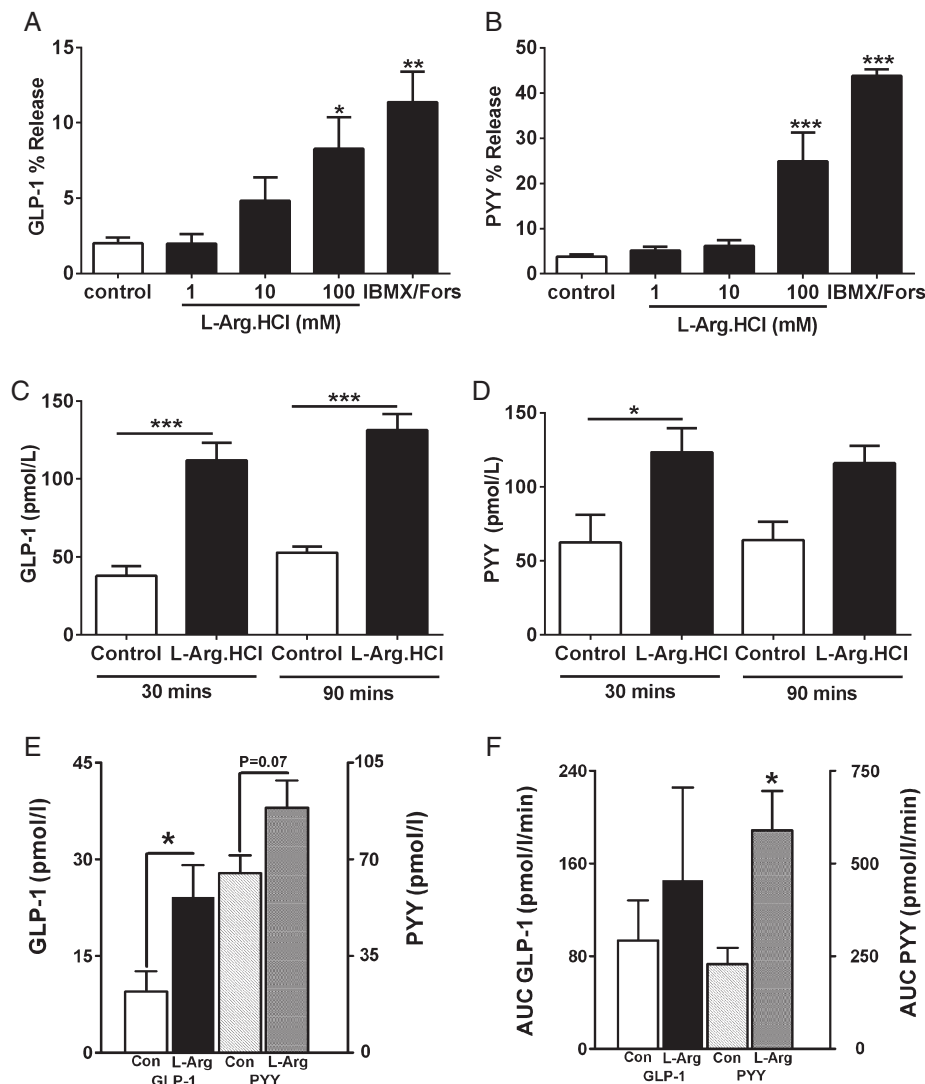 A
GLP-1 % Release
15
10
5
0
*
**
control 1 10 100 IBMX/Fors
L-Arg.HCl (mM)
B
PYY % Release
50
40
30
20
10
0
***
***
control 1 10 100 IBMX/Fors
L-Arg.HCl (mM)
C
GLP-1 (pmol/L)
150
100
50
0
***
***
Control L-Arg.HCl Control L-Arg.HCl
30 mins 90 mins
D
PYY (pmol/L)
150
100
50
0
*
Control L-Arg.HCl Control L-Arg.HCl
30 mins 90 mins
E
GLP-1 (pmol/l)
45
30
15
0
*
P=0.07
105
70
35
0
PYY (pmol/l)
Con L-Arg Con L-Arg
GLP-1 PYY
F
AUC GLP-1 (pmol/l/min)
240
160
80
0
*
750
500
250
0
AUC PYY (pmol/l/min)
Con L-Arg Con L-Arg
GLP-1 PYY